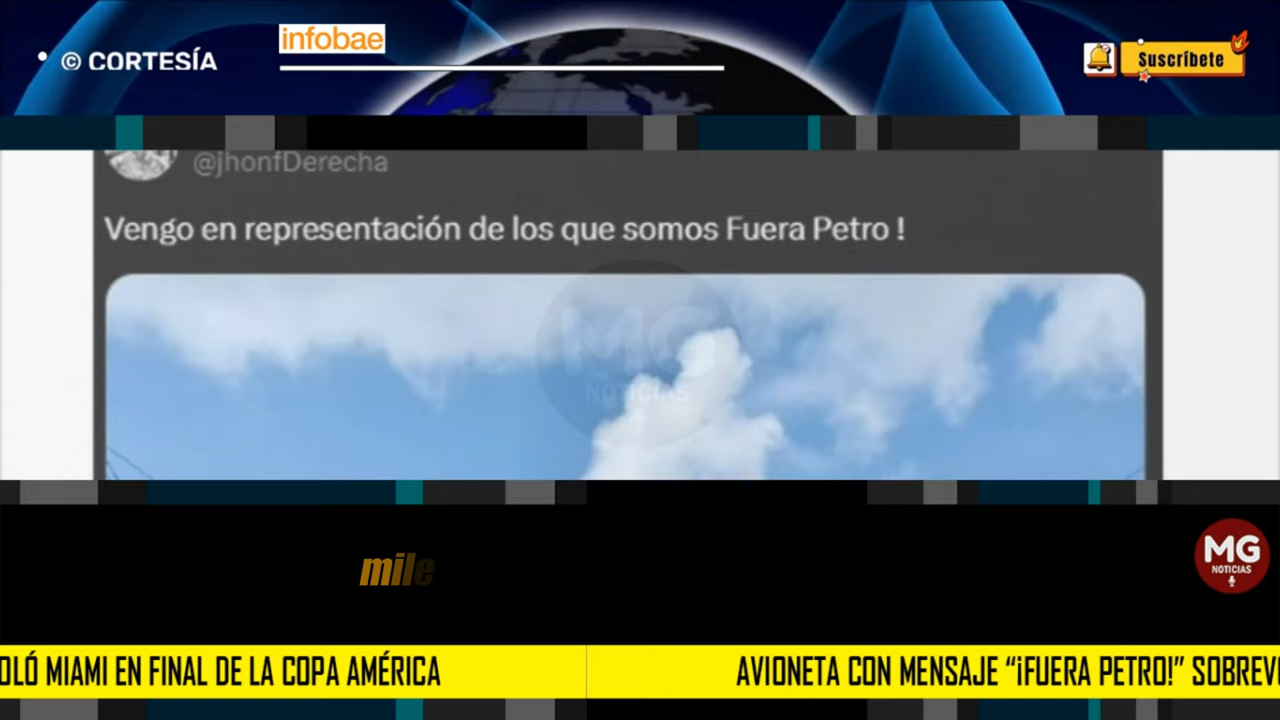 © CORTESÍA
infobae
Suscríbete
@jhonfDerecha
Vengo en representación de los que somos Fuera Petro !
MG
NOTICIAS
mile
MG
NOTICIAS
OLÓ MIAMI EN FINAL DE LA COPA AMÉRICA
AVIONETA CON MENSAJE “¡FUERA PETRO!” SOBREVO